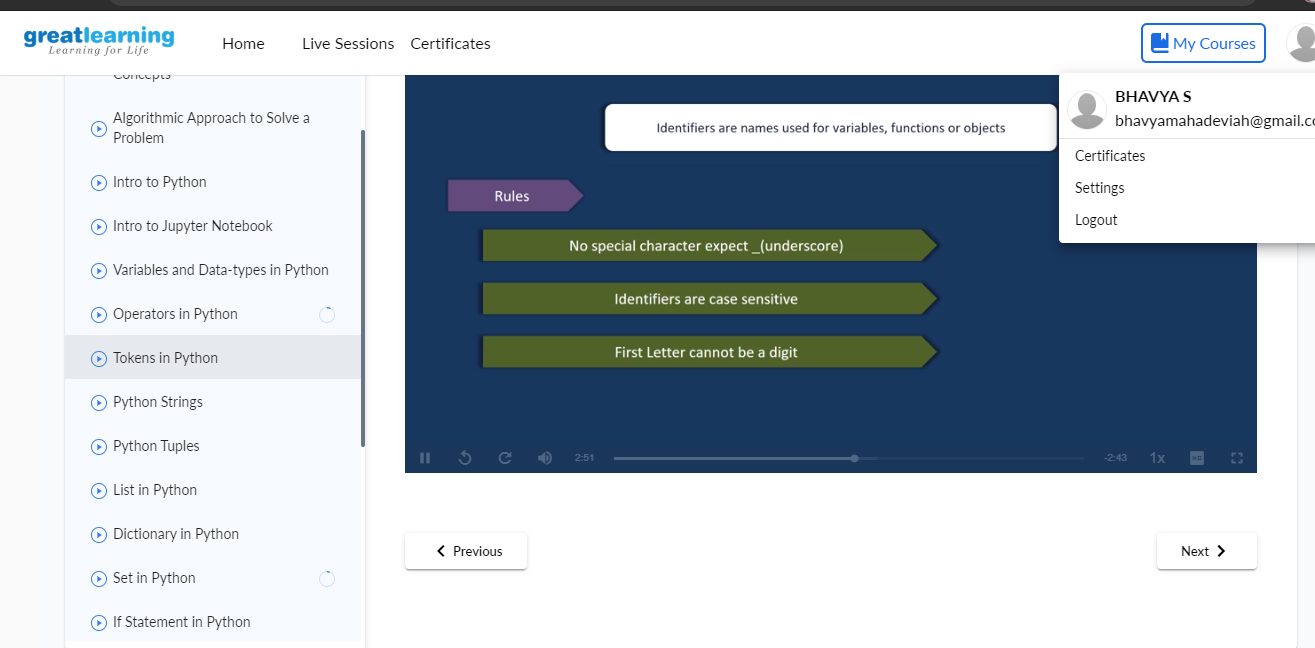 greatlearning
Learning for Life
Home
Live Sessions
Certificates
My Courses
BHAVYA S
bhavyamahadeviah@gmail.co
Certificates
Settings
Logout
Concepts
Algorithmic Approach to Solve a
Problem
Intro to Python
Intro to Jupyter Notebook
Variables and Data-types in Python
Operators in Python
Tokens in Python
Python Strings
Python Tuples
List in Python
Dictionary in Python
Set in Python
If Statement in Python
Identifiers are names used for variables, functions or objects
Rules
No special character expect _(underscore)
Identifiers are case sensitive
First Letter cannot be a digit
2:51
-2:43
1x
HD
Previous
Next